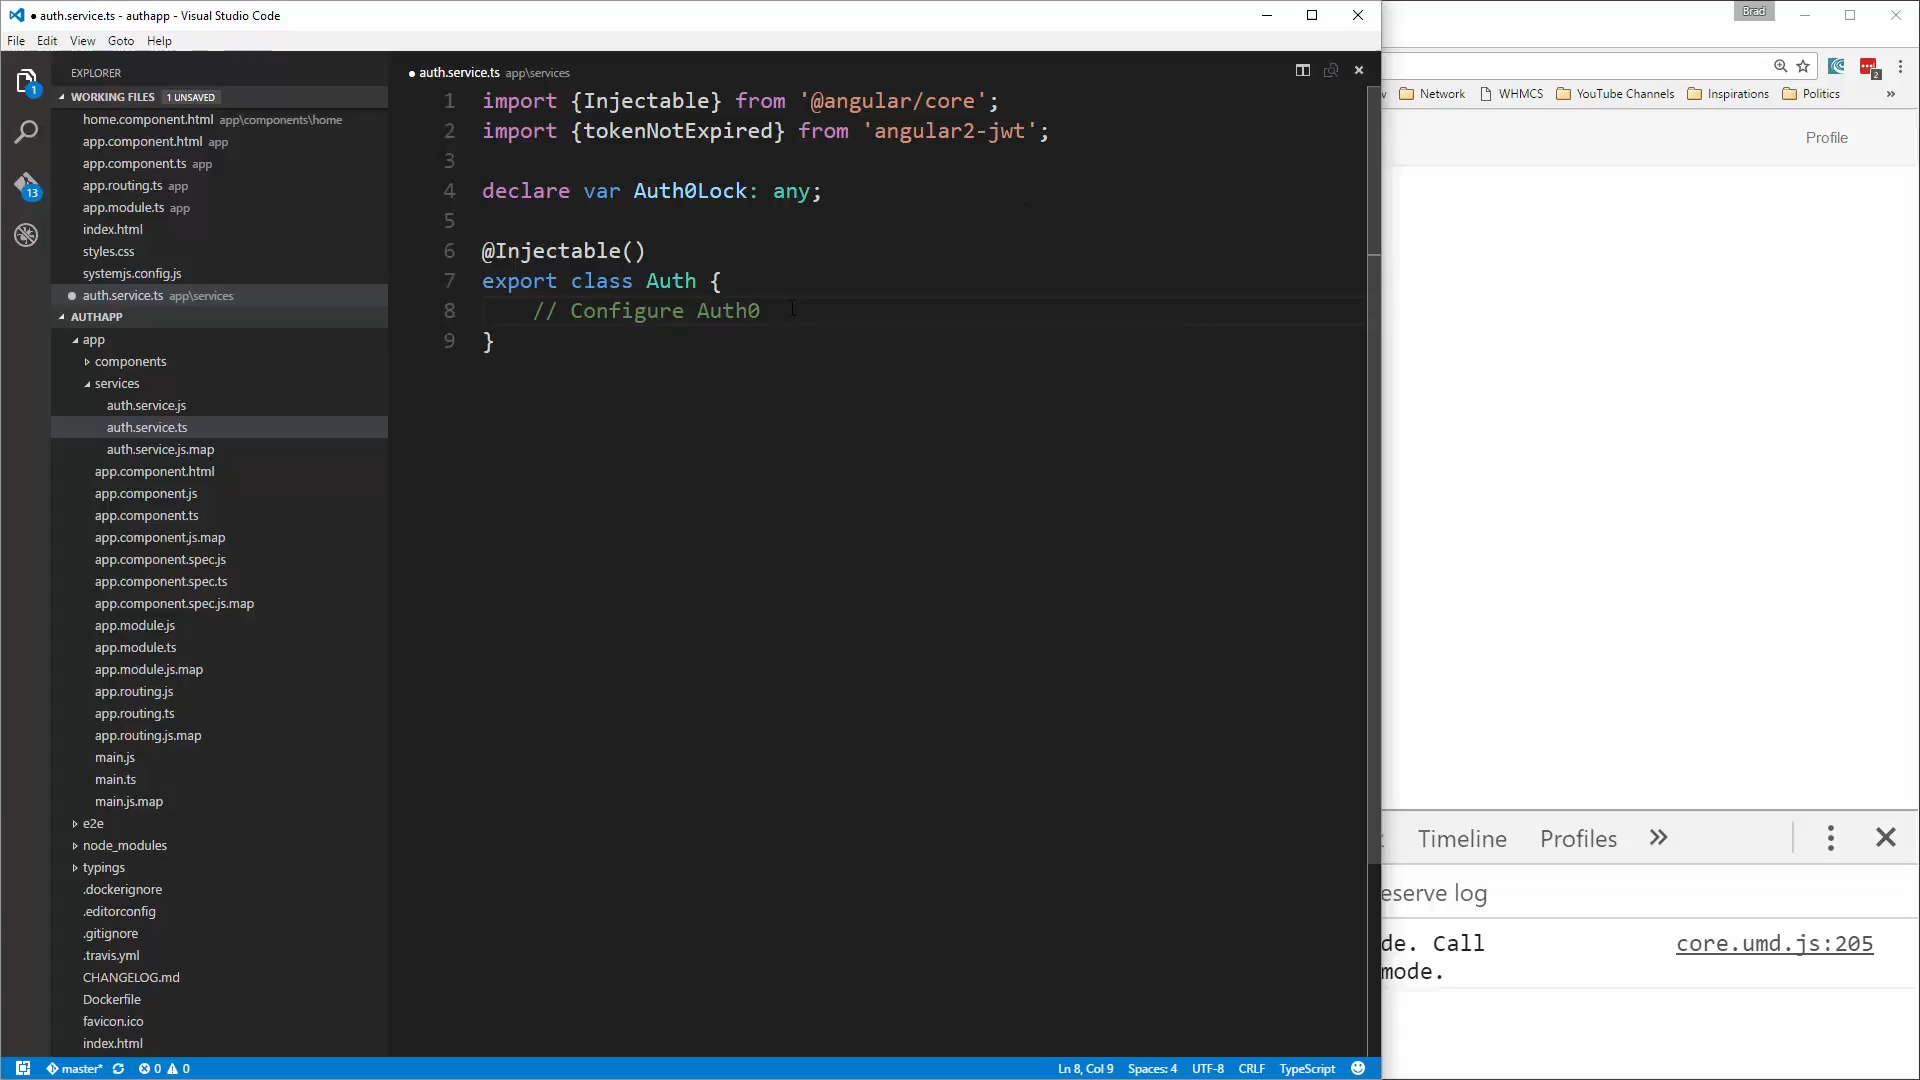 ● auth.service.ts - authapp - Visual Studio Code
File Edit View Goto Help
EXPLORER
WORKING FILES 1 UNSAVED
home.component.html app\components\home
app.component.html app
app.component.ts app
app.routing.ts app
app.module.ts app
index.html
styles.css
systemjs.config.js
auth.service.ts app\services
AUTHAPP
app
components
services
auth.service.js
auth.service.ts
auth.service.js.map
app.component.html
app.component.js
app.component.ts
app.component.js.map
app.component.spec.js
app.component.spec.ts
app.component.spec.js.map
app.module.js
app.module.ts
app.module.js.map
app.routing.js
app.routing.ts
app.routing.js.map
main.js
main.ts
main.js.map
e2e
node_modules
typings
.dockerignore
.editorconfig
.gitignore
.travis.yml
CHANGELOG.md
Dockerfile
favicon.ico
index.html
1
13
● auth.service.ts app\services
1 import {Injectable} from '@angular/core';
2 import {tokenNotExpired} from 'angular2-jwt';
3
4 declare var Auth0Lock: any;
5
6 @Injectable()
7 export class Auth {
8 // Configure Auth0
9 }
master* 0 0
Ln 8, Col 9 Spaces: 4 UTF-8 CRLF TypeScript
Brad
2
Network WHMCS YouTube Channels Inspirations Politics »
Profile
Timeline Profiles
eserve log
de. Call core.umd.js:205
mode.